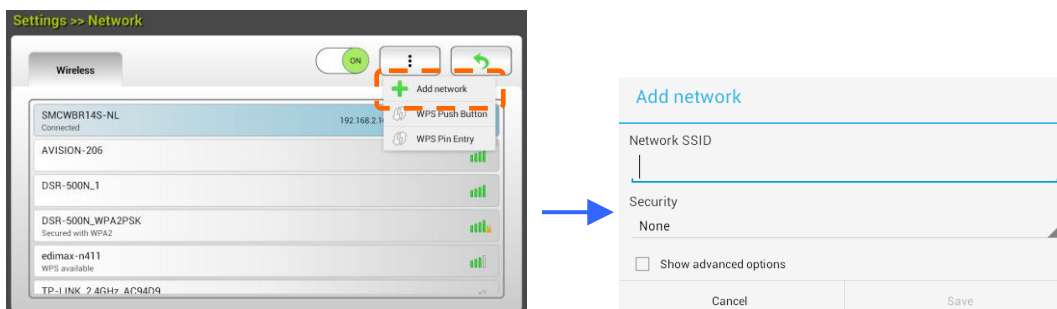 Settings >> Network
Wireless
ON
Add network
WPS Push Button
WPS Pin Entry
SMCWBR14S-NL
Connected
AVISION-206
DSR-500N_1
DSR-500N_WPA2PSK
Secured with WPA2
edimax-n411
WPS available
TP-LINK_2.4GHz_AC94D9
Add network
Network SSID
Security
None
Show advanced options
Cancel
Save